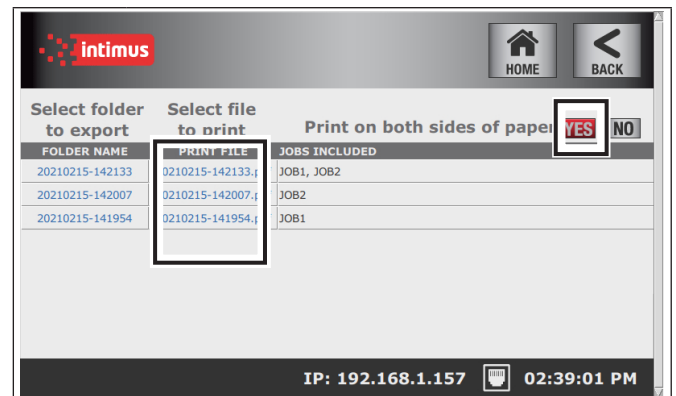 intimus
HOME
BACK
Select folder to export
Select file to print
Print on both sides of paper
YES
NO
FOLDER NAME PRINT FILE JOBS INCLUDED
20210215-142133 0210215-142133.p JOB1, JOB2
20210215-142007 0210215-142007.p JOB2
20210215-141954 0210215-141954.p JOB1
IP: 192.168.1.157 02:39:01 PM